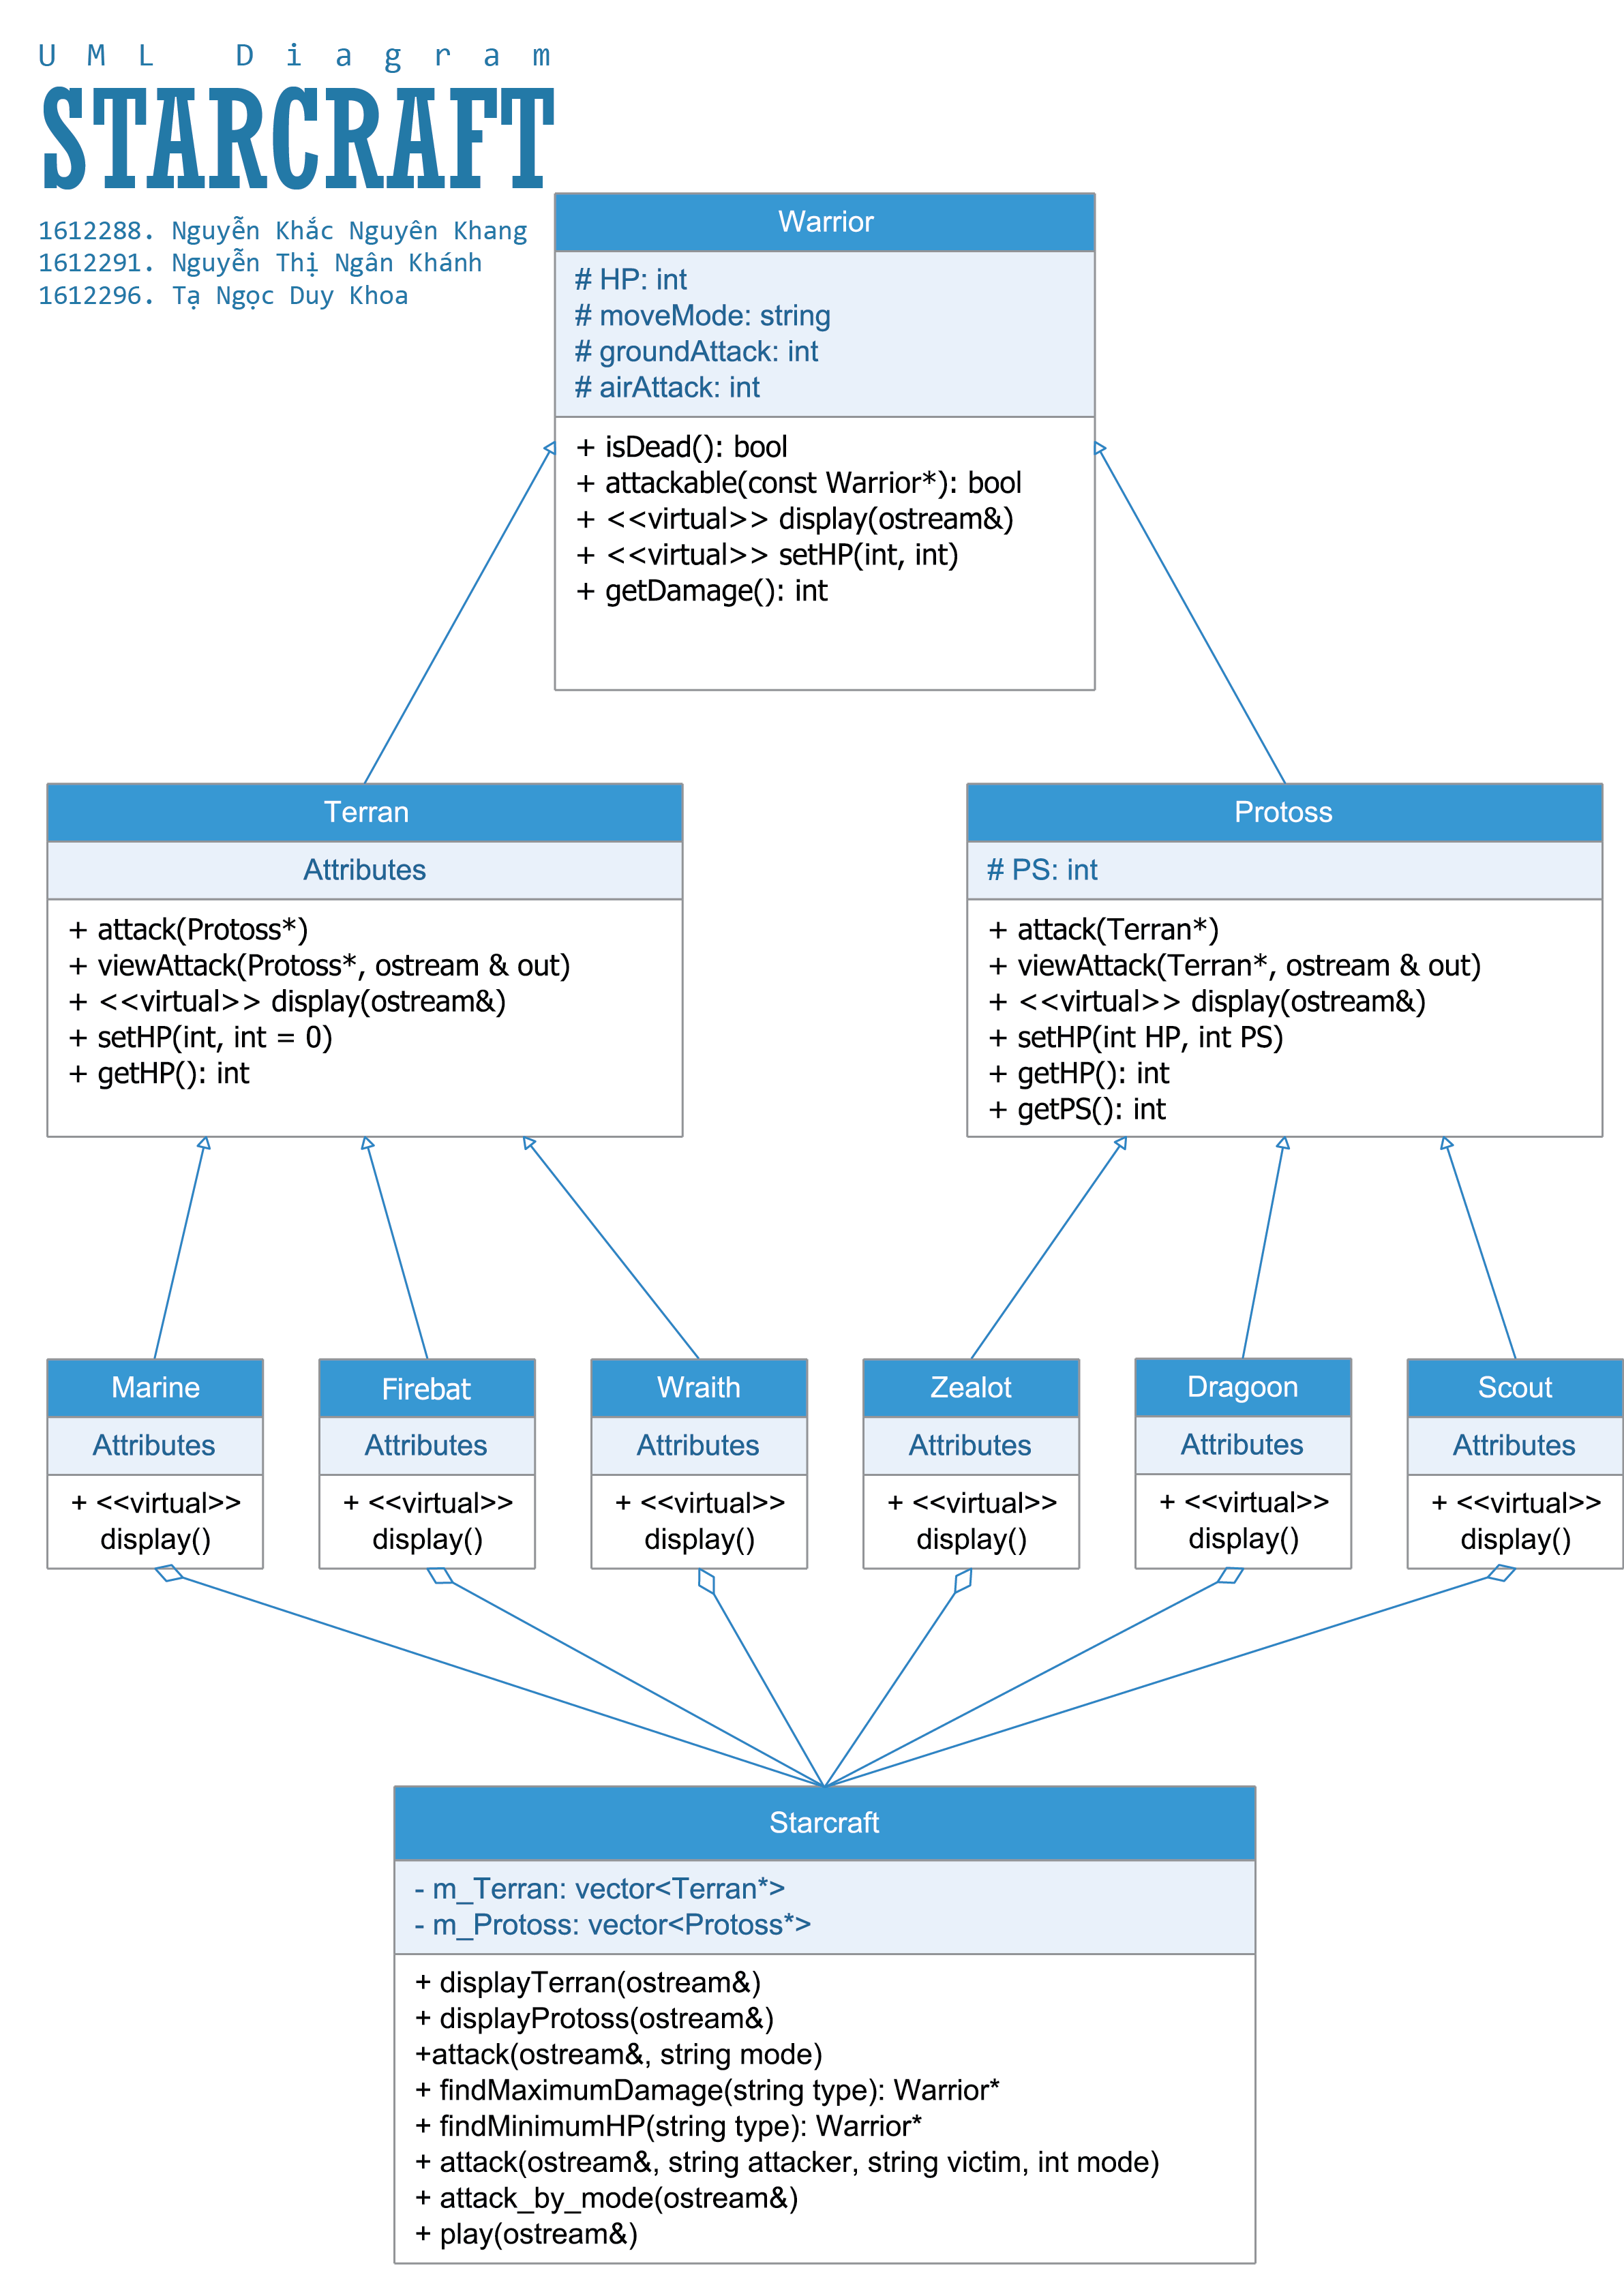 UML Diagram
STARCRAFT
1612288. Nguyễn Khắc Nguyên Khang
1612291. Nguyễn Thị Ngân Khánh
1612296. Tạ Ngọc Duy Khoa
Warrior
# HP: int
# moveMode: string
# groundAttack: int
# airAttack: int
+ isDead(): bool
+ attackable(const Warrior*): bool
+ <<virtual>> display(ostream&)
+ <<virtual>> setHP(int, int)
+ getDamage(): int
Terran
Attributes
+ attack(Protoss*)
+ viewAttack(Protoss*, ostream & out)
+ <<virtual>> display(ostream&)
+ setHP(int, int = 0)
+ getHP(): int
Protoss
# PS: int
+ attack(Terran*)
+ viewAttack(Terran*, ostream & out)
+ <<virtual>> display(ostream&)
+ setHP(int HP, int PS)
+ getHP(): int
+ getPS(): int
Marine
Attributes
+ <<virtual>>
display()
Firebat
Attributes
+ <<virtual>>
display()
Wraith
Attributes
+ <<virtual>>
display()
Zealot
Attributes
+ <<virtual>>
display()
Dragoon
Attributes
+ <<virtual>>
display()
Scout
Attributes
+ <<virtual>>
display()
Starcraft
- m_Terran: vector<Terran*>
- m_Protoss: vector<Protoss*>
+ displayTerran(ostream&)
+ displayProtoss(ostream&)
+attack(ostream&, string mode)
+ findMaximumDamage(string type): Warrior*
+ findMinimumHP(string type): Warrior*
+ attack(ostream&, string attacker, string victim, int mode)
+ attack_by_mode(ostream&)
+ play(ostream&)